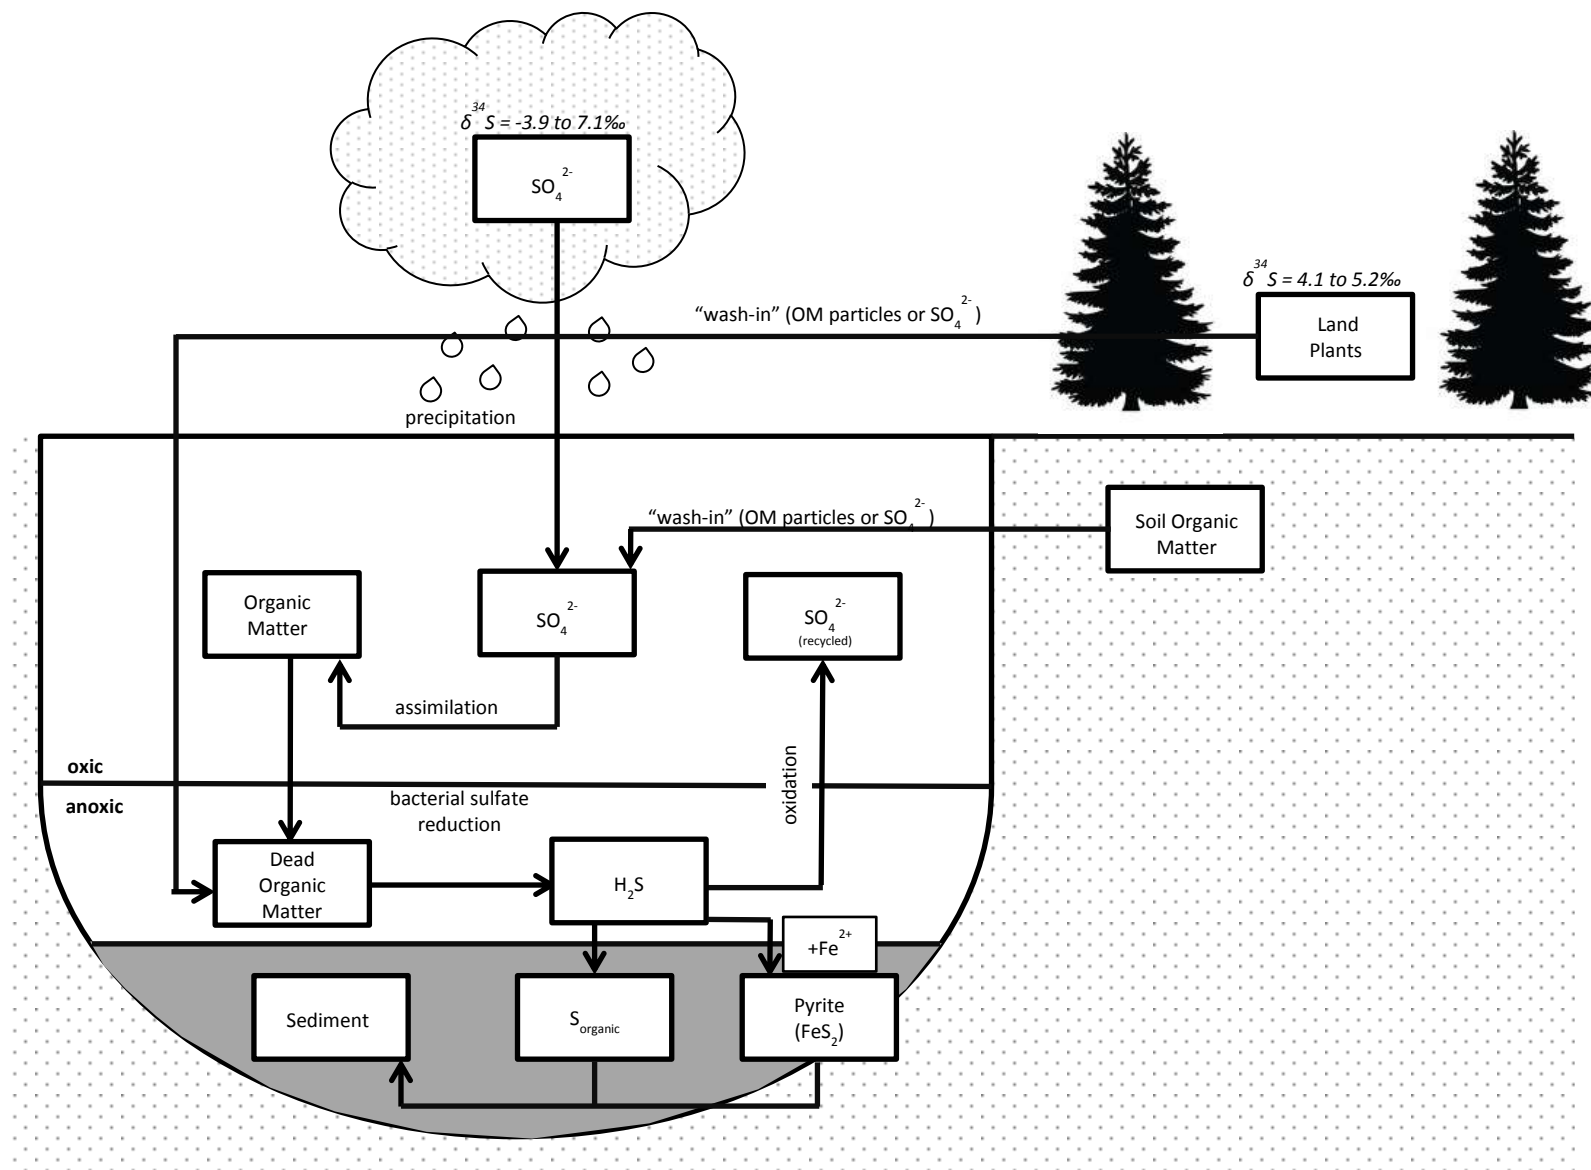 δ³⁴S = -3.9 to 7.1‰
SO₄²⁻
δ³⁴S = 4.1 to 5.2‰
“wash-in” (OM particles or SO₄²⁻)
Land
Plants
precipitation
“wash-in” (OM particles or SO₄²⁻)
Soil Organic
Matter
Organic
Matter
SO₄²⁻
SO₄²⁻
(recycled)
assimilation
oxidation
oxic
anoxic
bacterial sulfate
reduction
Dead
Organic
Matter
H₂S
+Fe²⁺
Sediment
Sorganic
Pyrite
(FeS₂)